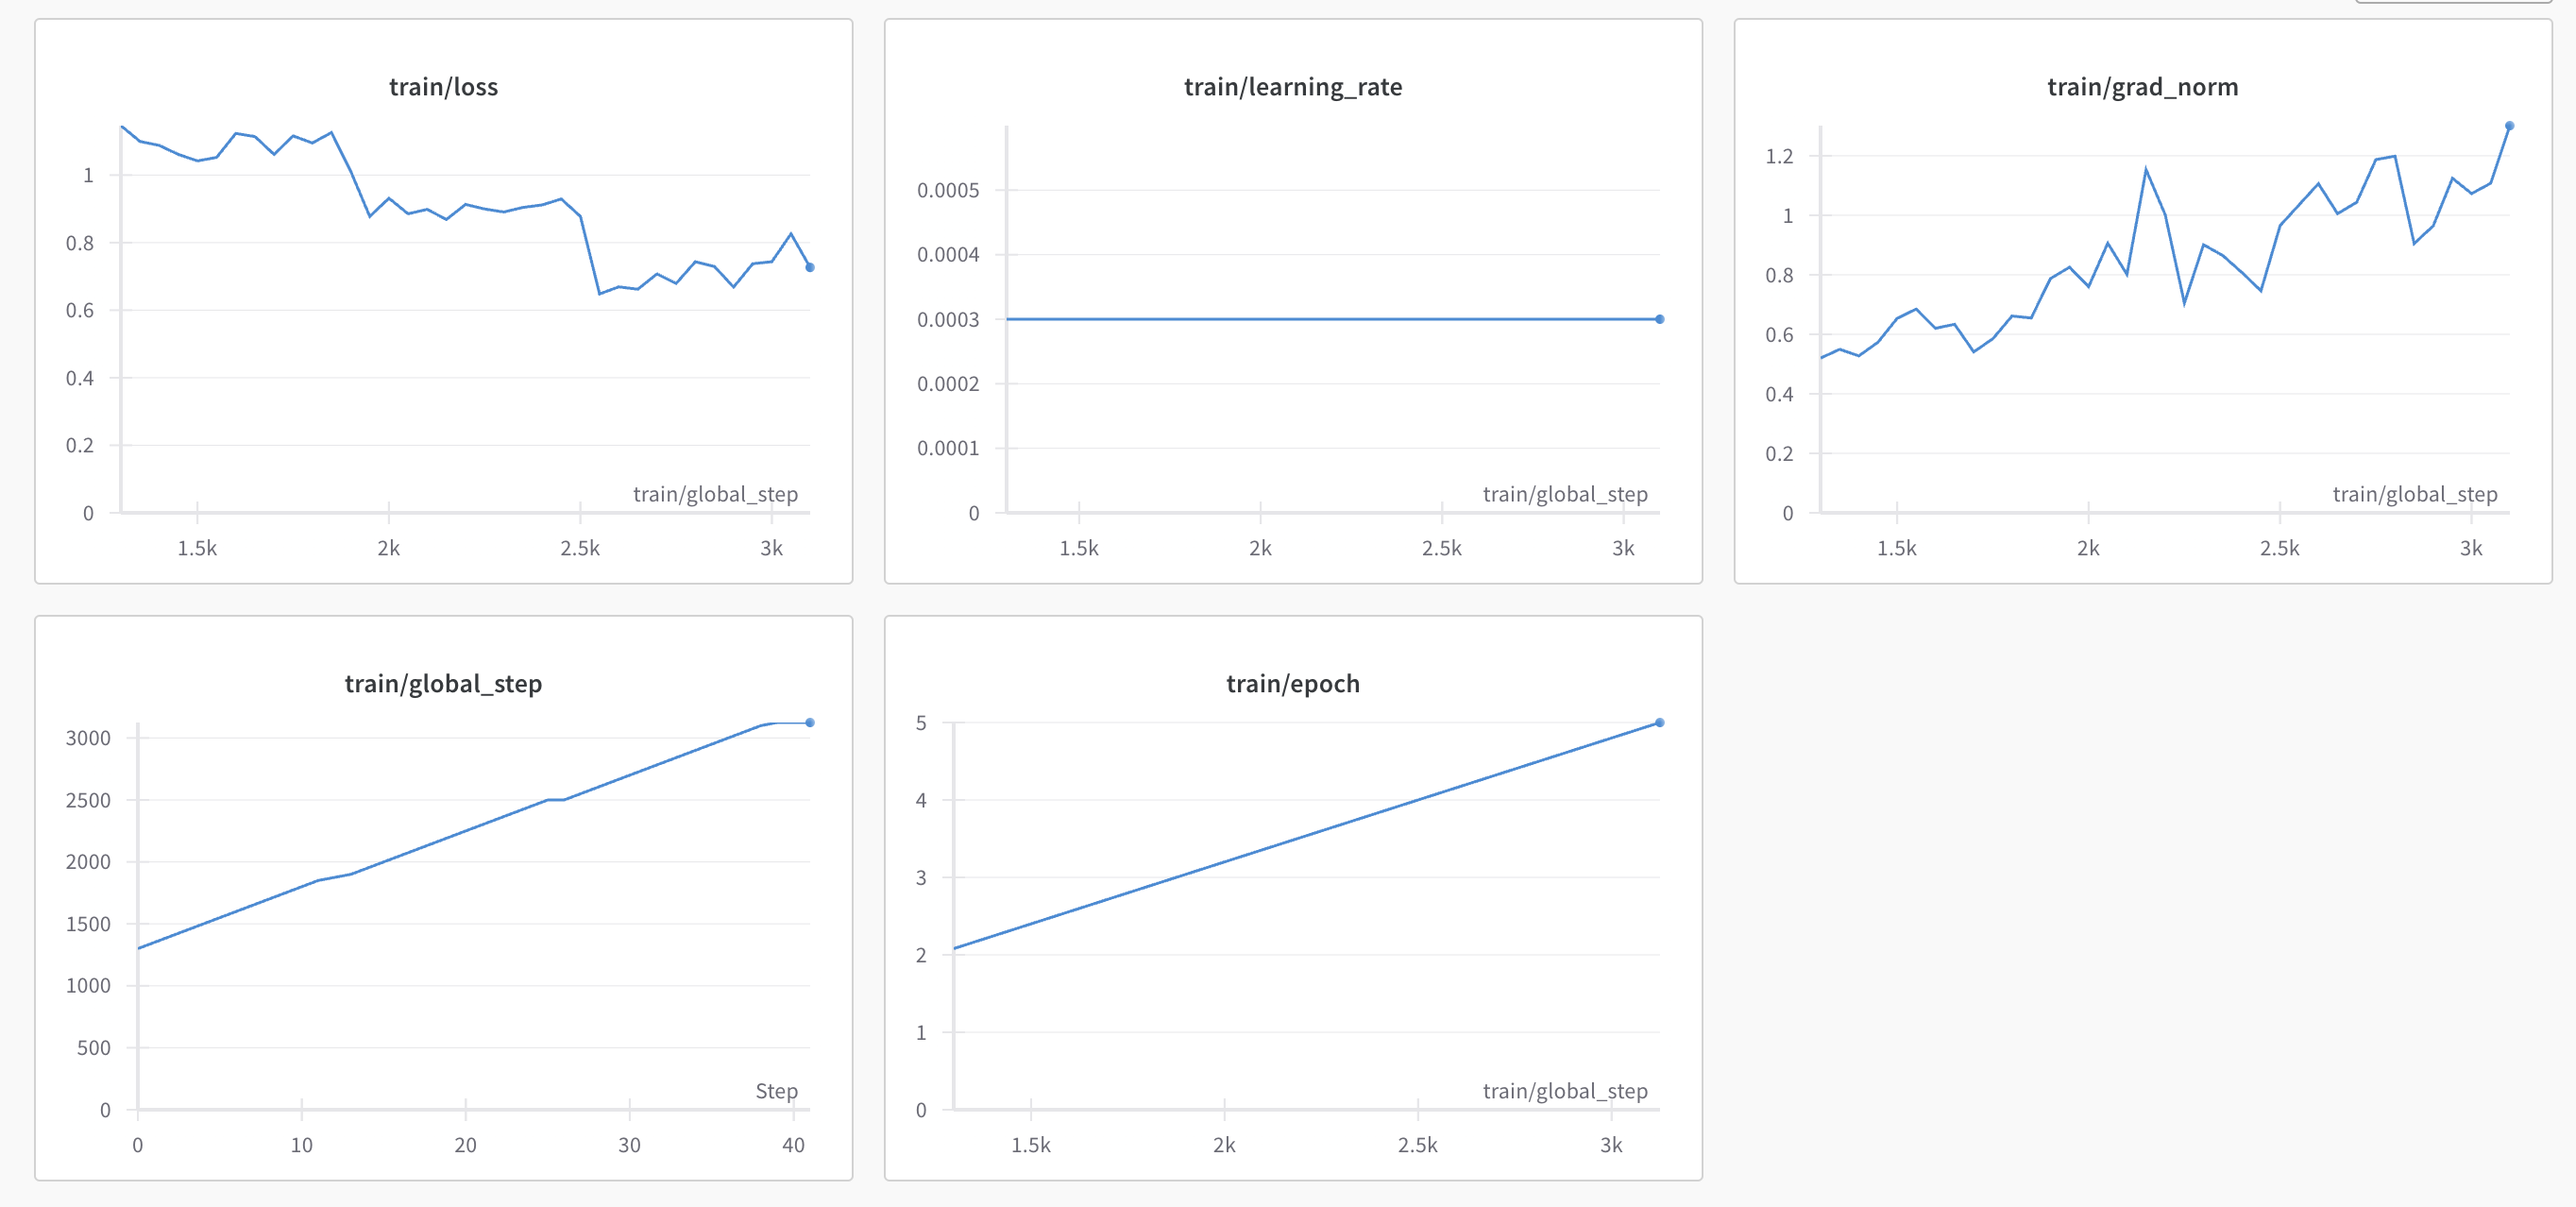 train/loss
1
0.8
0.6
0.4
0.2
0
train/global_step
1.5k 2k 2.5k 3k
train/learning_rate
0.0005
0.0004
0.0003
0.0002
0.0001
0
train/global_step
1.5k 2k 2.5k 3k
train/grad_norm
1.2
1
0.8
0.6
0.4
0.2
0
train/global_step
1.5k 2k 2.5k 3k
train/global_step
3000
2500
2000
1500
1000
500
0
Step
0 10 20 30 40
train/epoch
5
4
3
2
1
0
train/global_step
1.5k 2k 2.5k 3k